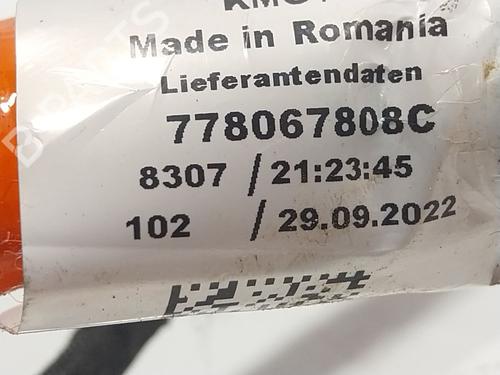 Made in Romania
Lieferantendaten
778067808C
8307 / 21:23:45
102 / 29.09.2022